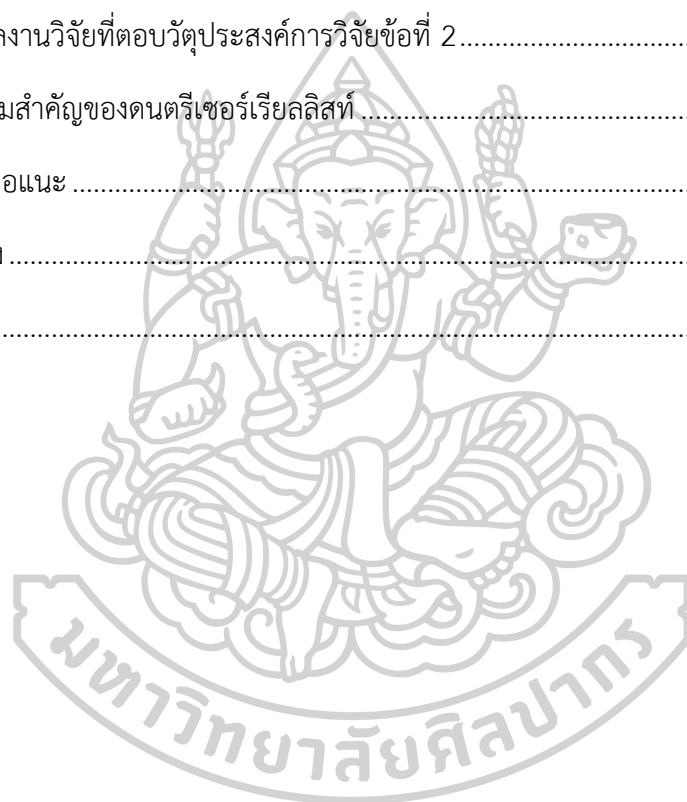 งานวิจัยที่ตอบวัตุประสงค์การวิจัยข้อที่ 2................................
สำคัญของดนตรีเซอร์เรียลลิสท์................................................
อแนะ................................................................................................
................................................................................................
................................................................................................
มหาวิทยาลัยศิลปากร